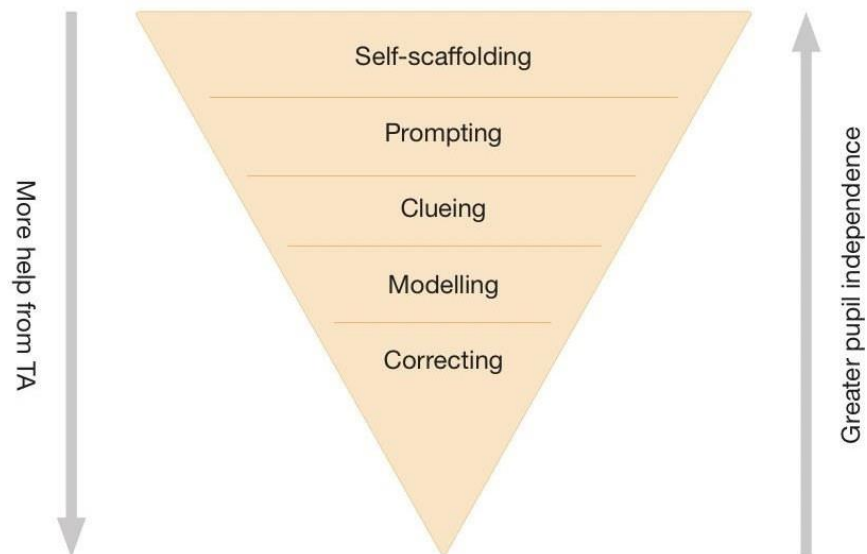 Self-scaffolding
Prompting
Clueing
Modelling
Correcting
More help from TA
Greater pupil independence